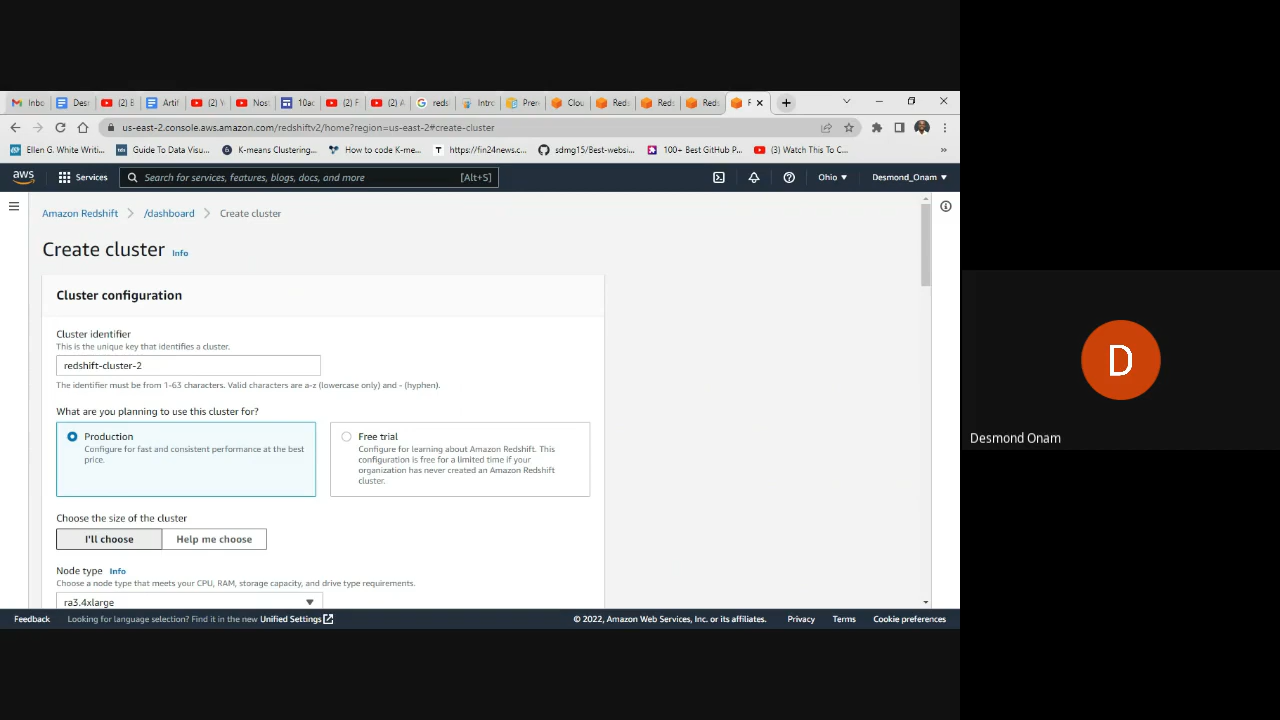 Inbo
Desi
(2) B
Artif
(2) Y
Nost
10ac
(2) F
(2) A
reds
Intro
Pren
Clou
Reds
Reds
Reds
us-east-2.console.aws.amazon.com/redshiftv2/home?region=us-east-2#create-cluster
Ellen G. White Writi...
Guide To Data Visu...
K-means Clustering...
How to code K-me...
https://fin24news.c...
sdmg15/Best-websi...
100+ Best GitHub P...
(3) Watch This To C...
»
aws
Services
Search for services, features, blogs, docs, and more
[Alt+S]
Ohio
Desmond_Onam
Amazon Redshift
/dashboard
Create cluster
Create cluster Info
Cluster configuration
Cluster identifier
This is the unique key that identifies a cluster.
redshift-cluster-2
The identifier must be from 1-63 characters. Valid characters are a-z (lowercase only) and - (hyphen).
What are you planning to use this cluster for?
Production
Configure for fast and consistent performance at the best
price.
Free trial
Configure for learning about Amazon Redshift. This
configuration is free for a limited time if your
organization has never created an Amazon Redshift
cluster.
Choose the size of the cluster
I'll choose
Help me choose
Node type Info
Choose a node type that meets your CPU, RAM, storage capacity, and drive type requirements.
ra3.4xlarge
Feedback
Looking for language selection? Find it in the new Unified Settings
© 2022, Amazon Web Services, Inc. or its affiliates.
Privacy
Terms
Cookie preferences
D
Desmond Onam